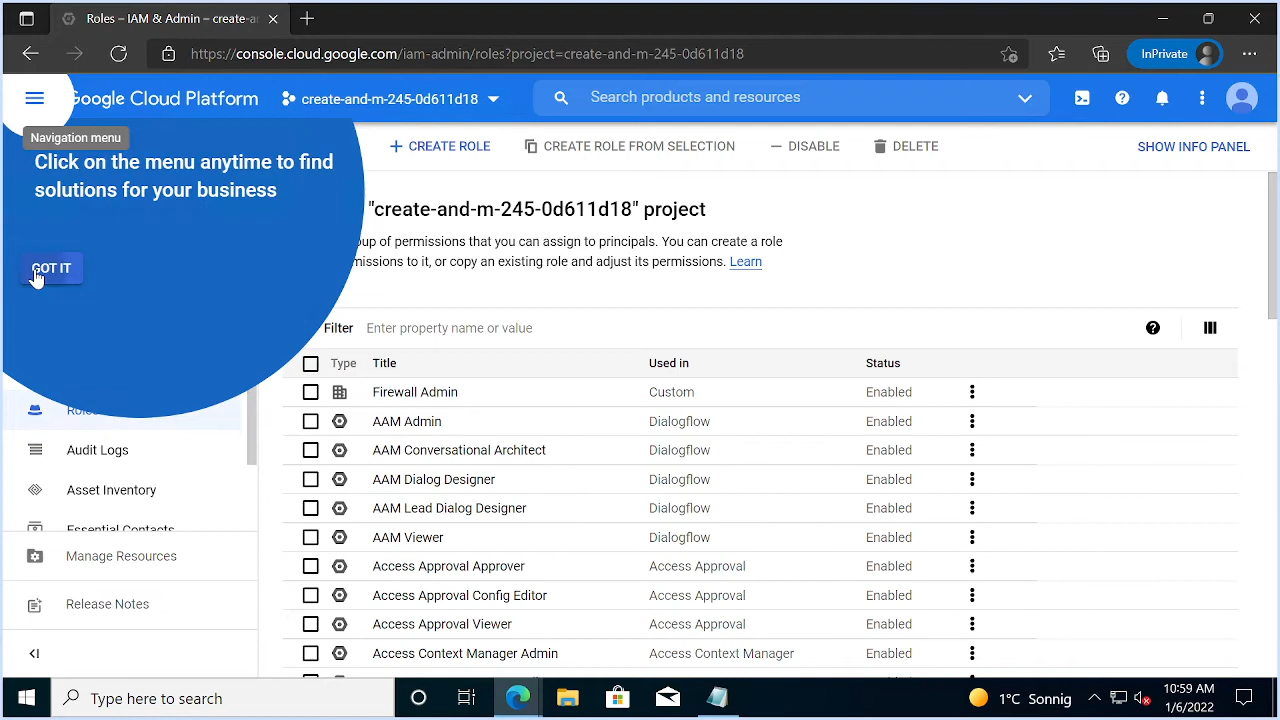 Roles – IAM & Admin – create-an
https://console.cloud.google.com/iam-admin/roles?project=create-and-m-245-0d611d18
InPrivate
Google Cloud Platform
create-and-m-245-0d611d18
Search products and resources
Navigation menu
Click on the menu anytime to find
solutions for your business
GOT IT
CREATE ROLE
CREATE ROLE FROM SELECTION
DISABLE
DELETE
SHOW INFO PANEL
"create-and-m-245-0d611d18" project
of permissions that you can assign to principals. You can create a role
to it, or copy an existing role and adjust its permissions. Learn
Filter Enter property name or value
Type Title Used in Status
Firewall Admin Custom Enabled
AAM Admin Dialogflow Enabled
AAM Conversational Architect Dialogflow Enabled
AAM Dialog Designer Dialogflow Enabled
AAM Lead Dialog Designer Dialogflow Enabled
AAM Viewer Dialogflow Enabled
Access Approval Approver Access Approval Enabled
Access Approval Config Editor Access Approval Enabled
Access Approval Viewer Access Approval Enabled
Access Context Manager Admin Access Context Manager Enabled
Roles
Audit Logs
Asset Inventory
Essential Contacts
Manage Resources
Release Notes
Type here to search
1°C Sonnig
10:59 AM
1/6/2022